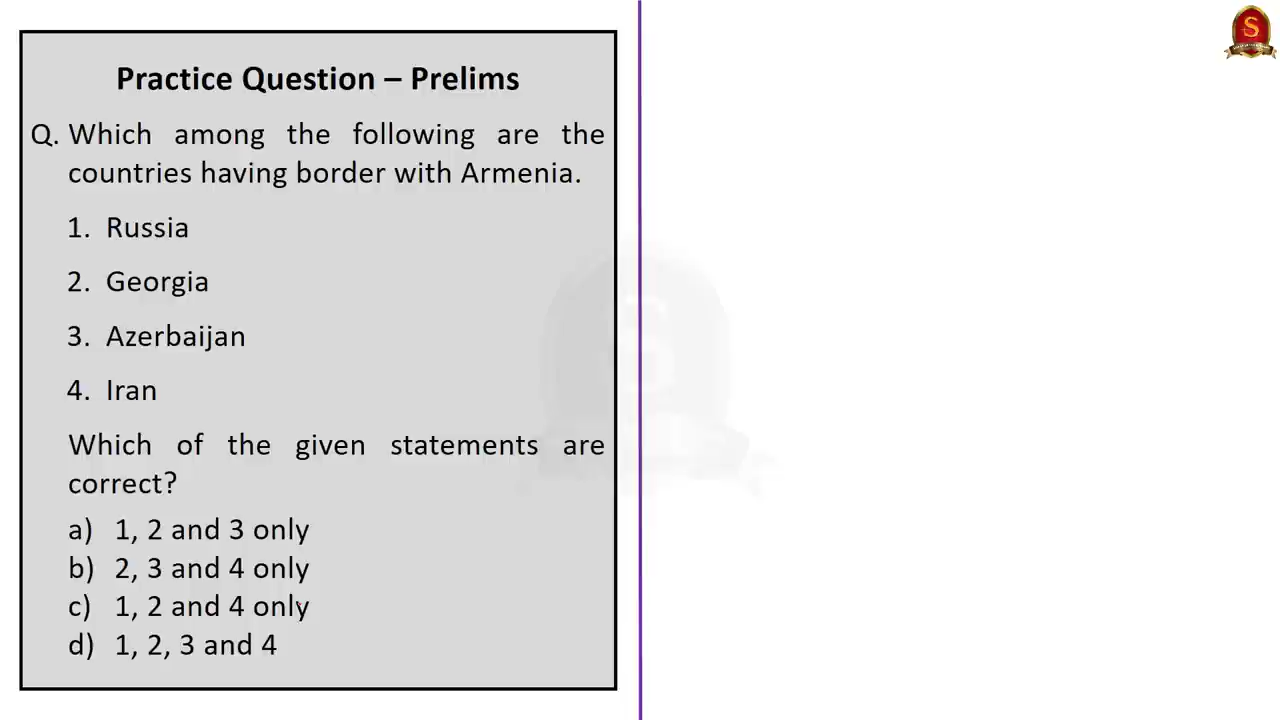 Practice Question – Prelims
Q. Which among the following are the
countries having border with Armenia.
1. Russia
2. Georgia
3. Azerbaijan
4. Iran
Which of the given statements are
correct?
a) 1, 2 and 3 only
b) 2, 3 and 4 only
c) 1, 2 and 4 only
d) 1, 2, 3 and 4
S